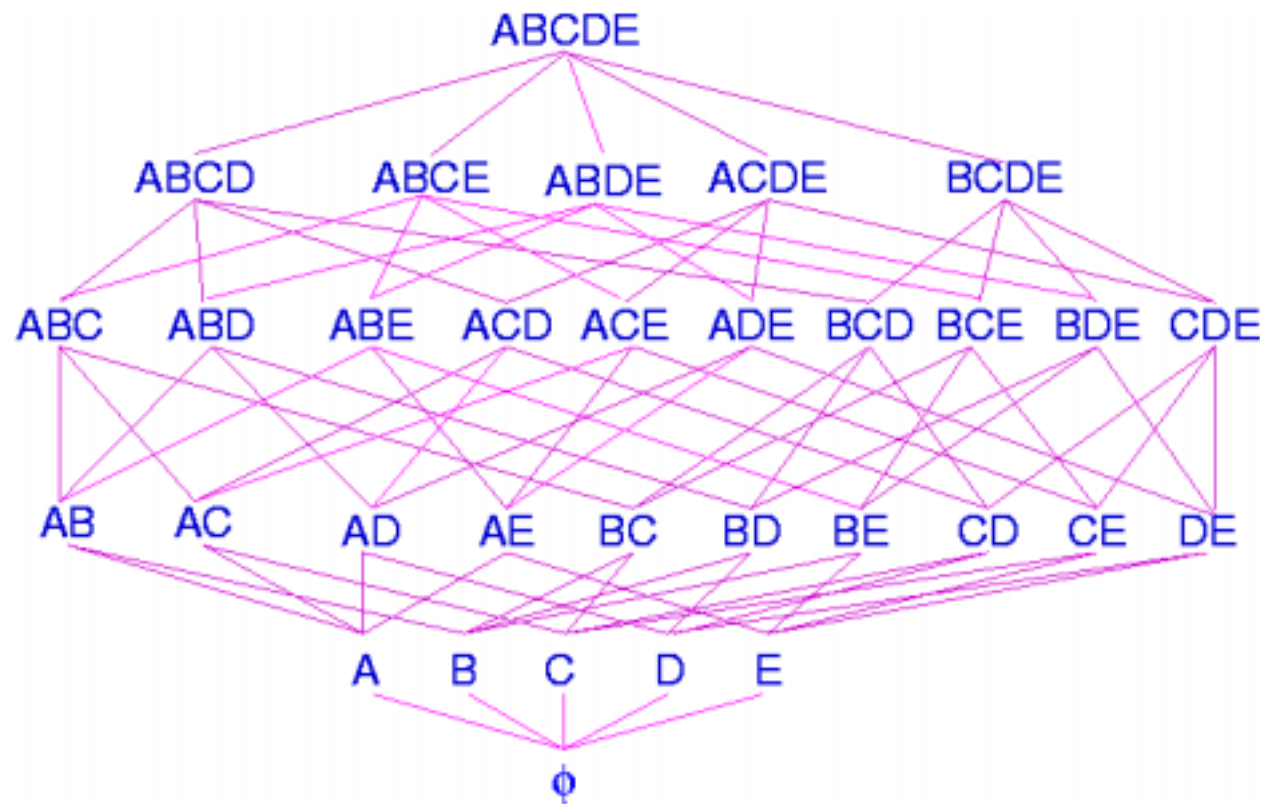 ABCDE
ABCD ABCE ABDE ACDE BCDE
ABC ABD ABE ACD ACE ADE BCD BCE BDE CDE
AB AC AD AE BC BD BE CD CE DE
A B C D E
ϕ